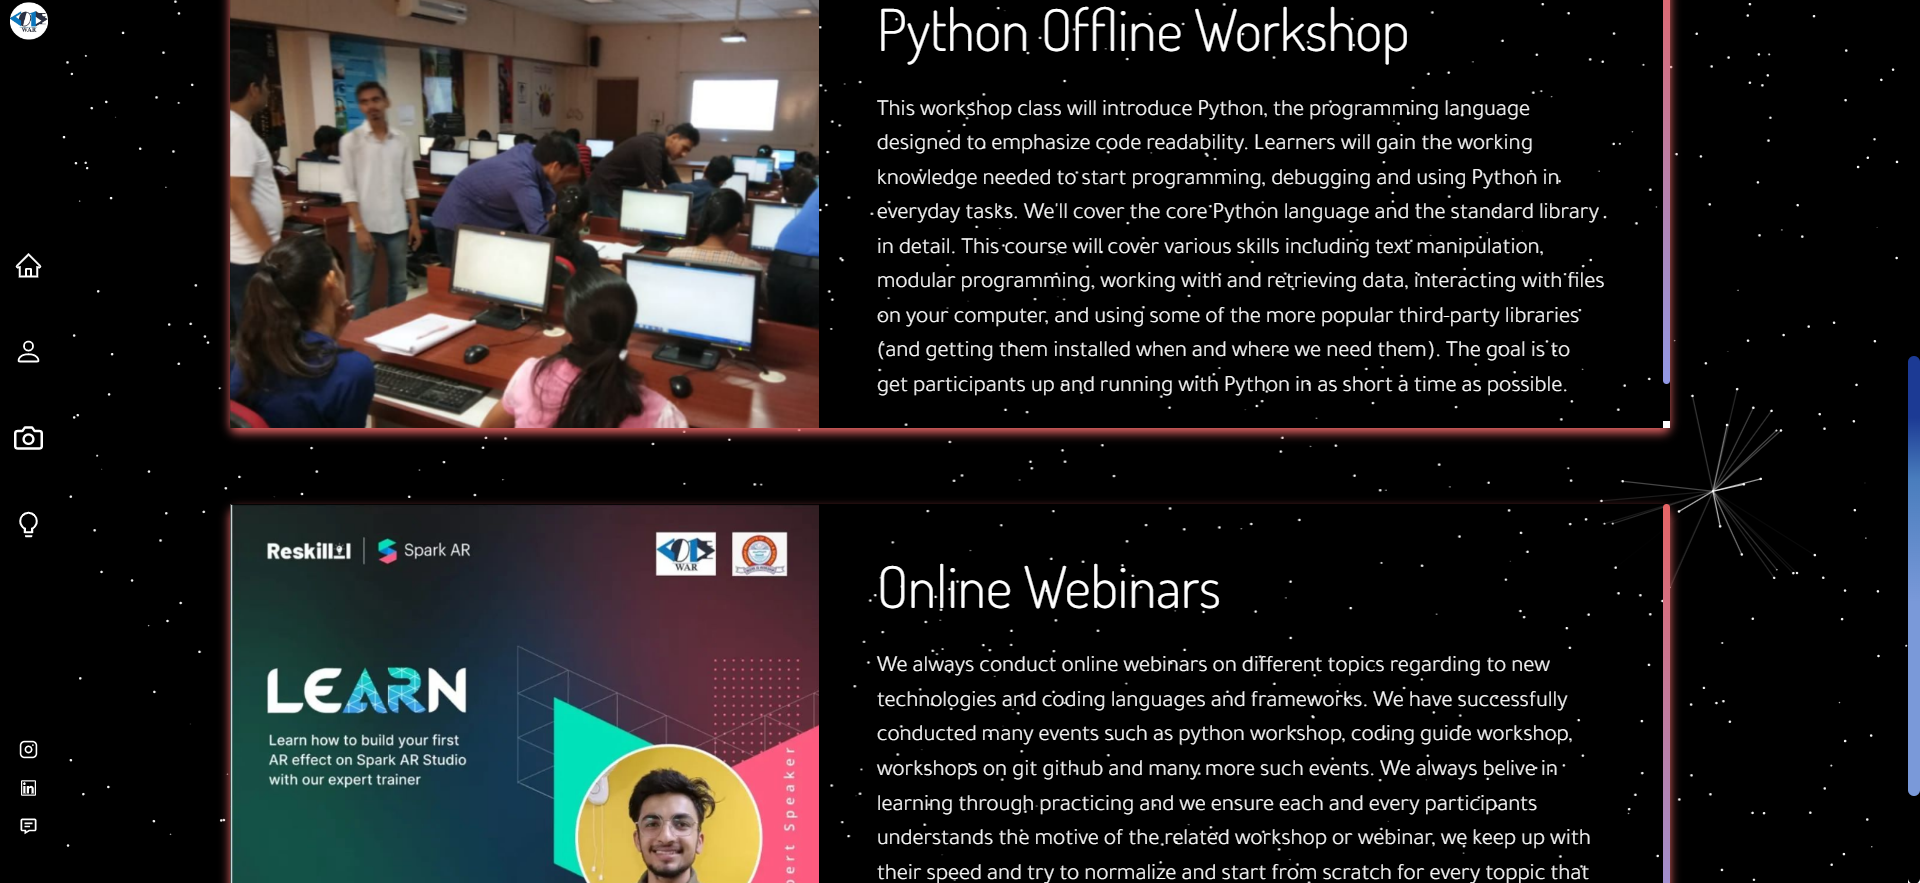 WAR
Python Offline Workshop
This workshop class will introduce Python, the programming language
designed to emphasize code readability. Learners will gain the working
knowledge needed to start programming, debugging and using Python in
everyday tasks. We'll cover the core Python language and the standard library
in detail. This course will cover various skills including text manipulation,
modular programming, working with and retrieving data, interacting with files
on your computer, and using some of the more popular third-party libraries
(and getting them installed when and where we need them). The goal is to
get participants up and running with Python in as short a time as possible.
Reskilll
Spark AR
CODE
WAR
LEARN
Learn how to build your first
AR effect on Spark AR Studio
with our expert trainer
pert Speaker
Online Webinars
We always conduct online webinars on different topics regarding to new
technologies and coding languages and frameworks. We have successfully
conducted many events such as python workshop, coding guide workshop,
workshops on git github and many more such events. We always belive in
learning through practicing and we ensure each and every participants
understands the motive of the related workshop or webinar, we keep up with
their speed and try to normalize and start from scratch for every toppic that